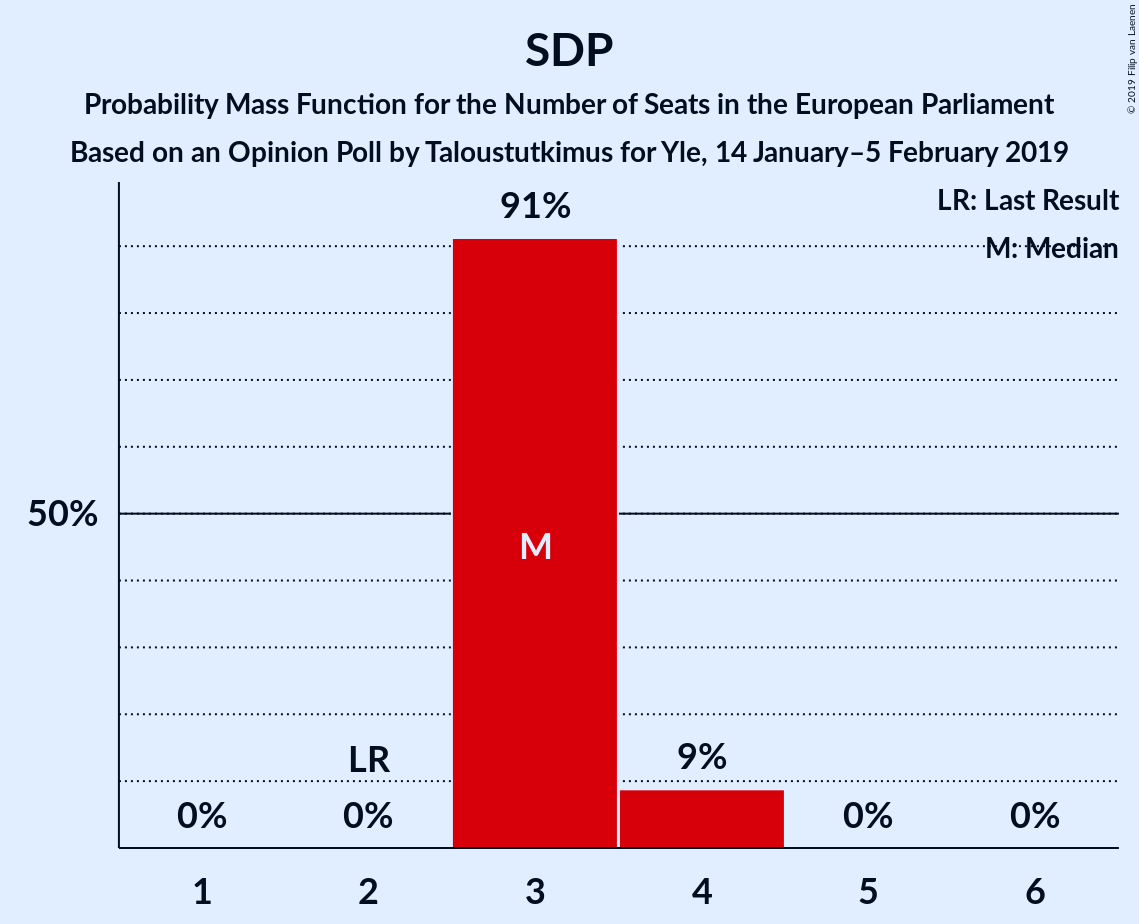 SDP
Probability Mass Function for the Number of Seats in the European Parliament
Based on an Opinion Poll by Taloustutkimus for Yle, 14 January–5 February 2019
© 2019 Filip van Laenen
LR: Last Result
M: Median
91%
50%
M
LR
9%
0%
0%
0%
0%
1
2
3
4
5
6